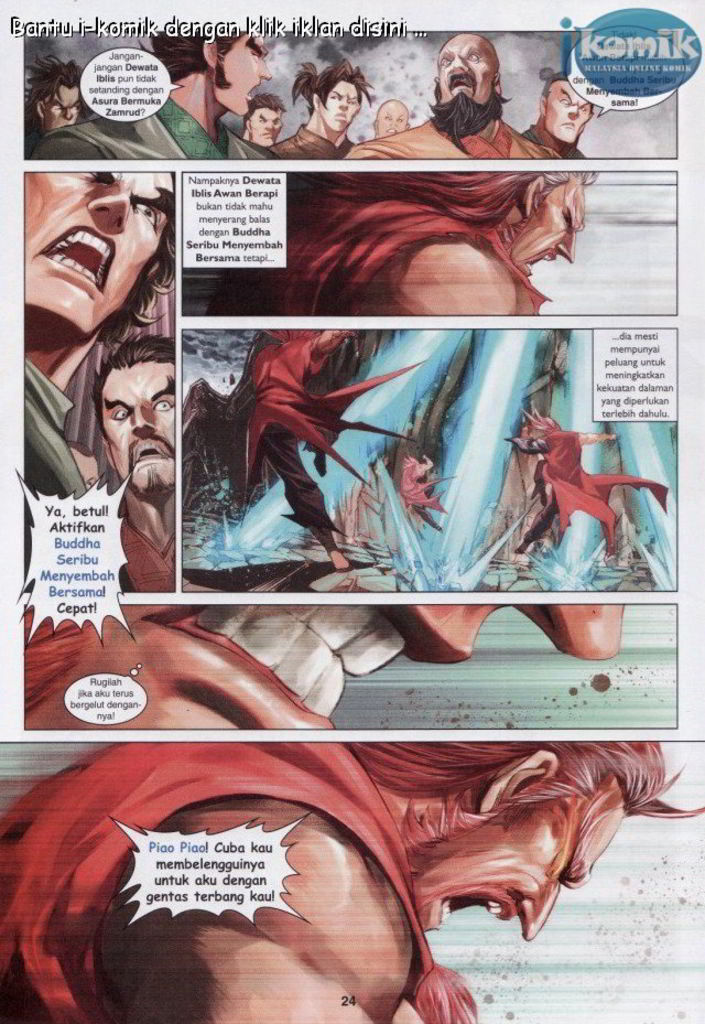 Bantu i-komik dengan klik iklan disini ...
ikomik
MALAYSIA ONLINE KOMIK
Jangan-
jangan Dewata
Iblis pun tidak
setanding dengan
Asura Bermuka
Zamrud?
Tidak
dengan Buddha Seribu
Menyembah
sama!
Nampaknya Dewata
Iblis Awan Berapi
bukan tidak mahu
menyerang balas
dengan Buddha
Seribu Menyembah
Bersama tetapi...
...dia mesti
mempunyai
peluang untuk
meningkatkan
kekuatan dalaman
yang diperlukan
terlebih dahulu.
Ya, betul!
Aktifkan
Buddha
Seribu
Menyembah
Bersama!
Cepat!
Rugilah
jika aku terus
bergelut dengan-
nya!
Piao Piao! Cuba kau
membelengguinya
untuk aku dengan
gentas terbang kau!
24